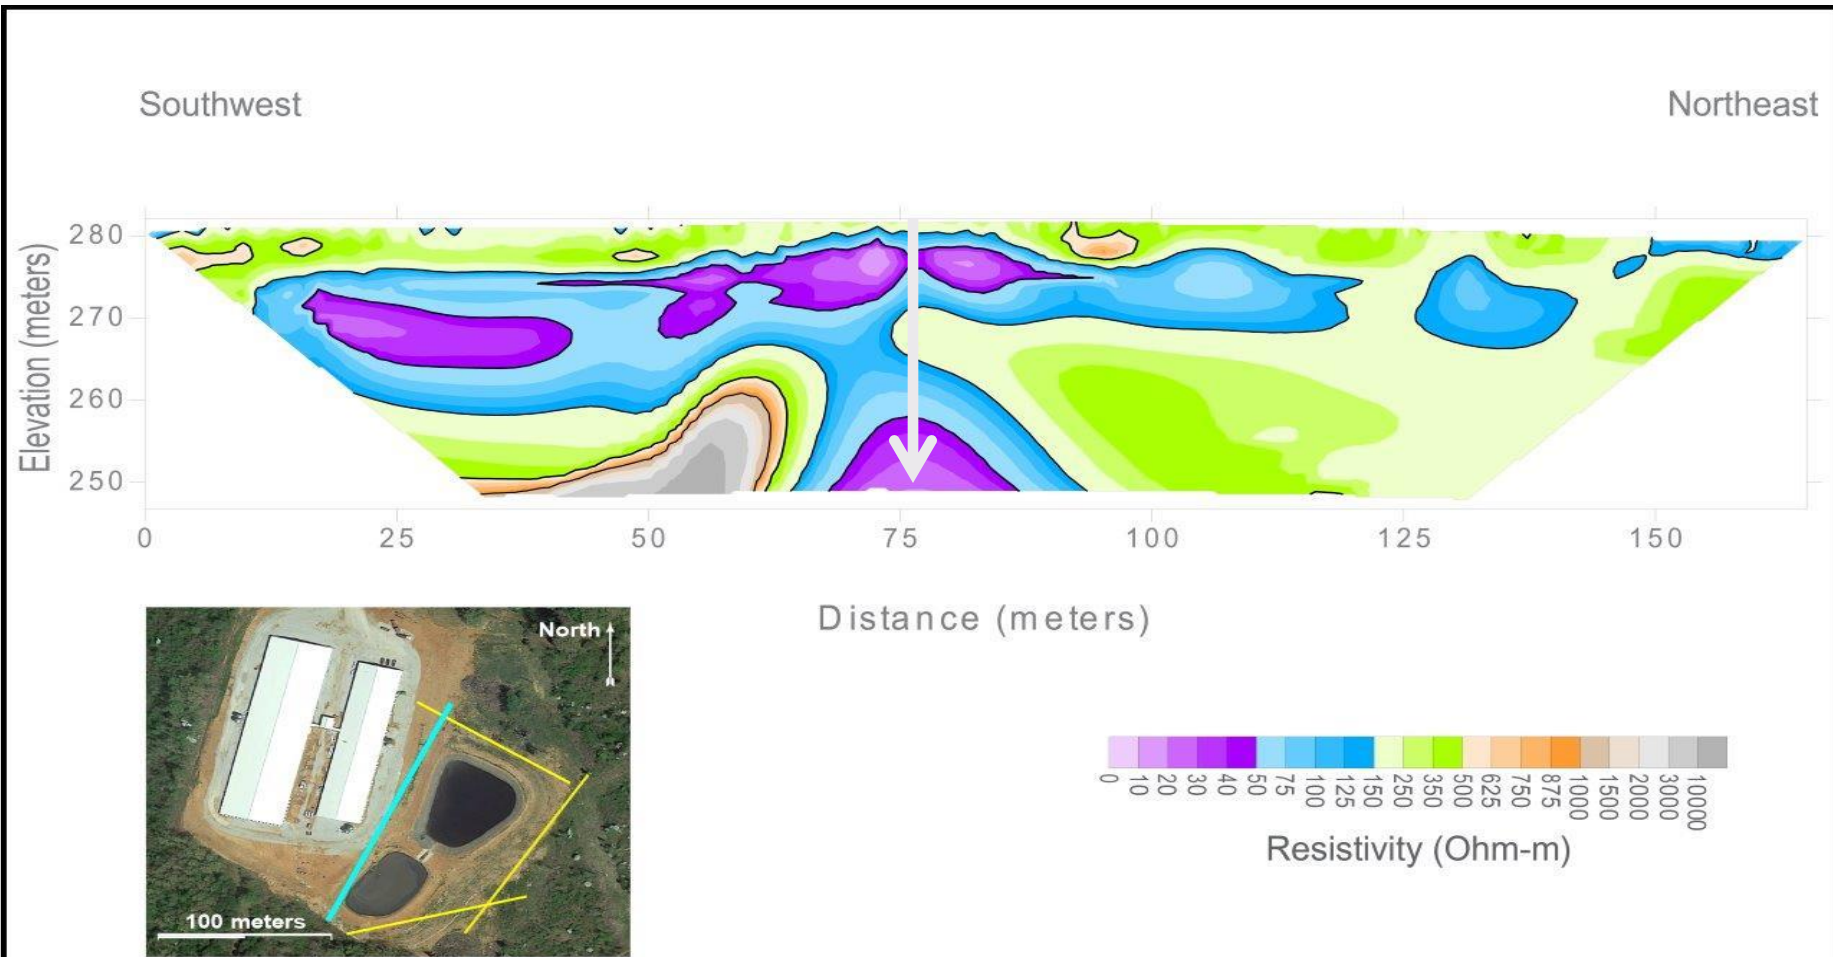 Southwest
Northeast
Elevation (meters)
280
270
260
250
0 25 50 75 100 125 150
Distance (meters)
North
100 meters
0 10 20 30 40 50 75 100 125 150 250 350 500 625 750 875 1000 1500 2000 3000 10000
Resistivity (Ohm-m)